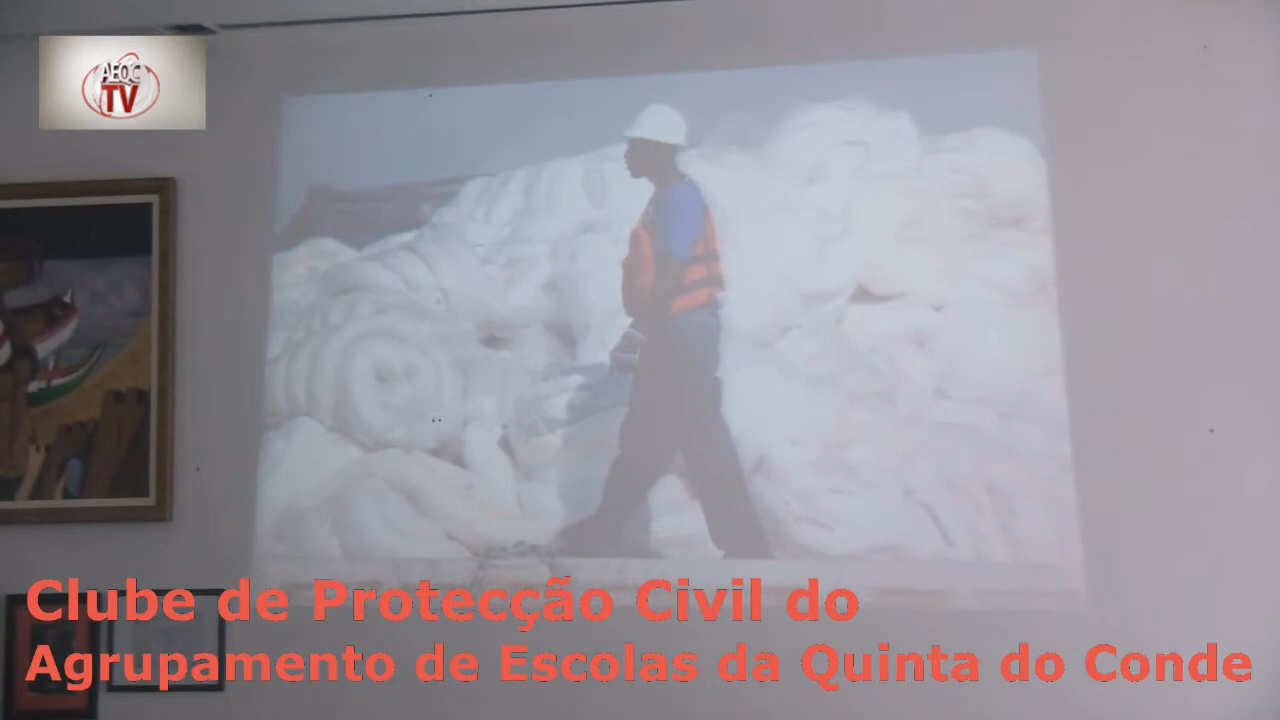 AEQC
TV
Clube de Protecção Civil do
Agrupamento de Escolas da Quinta do Conde